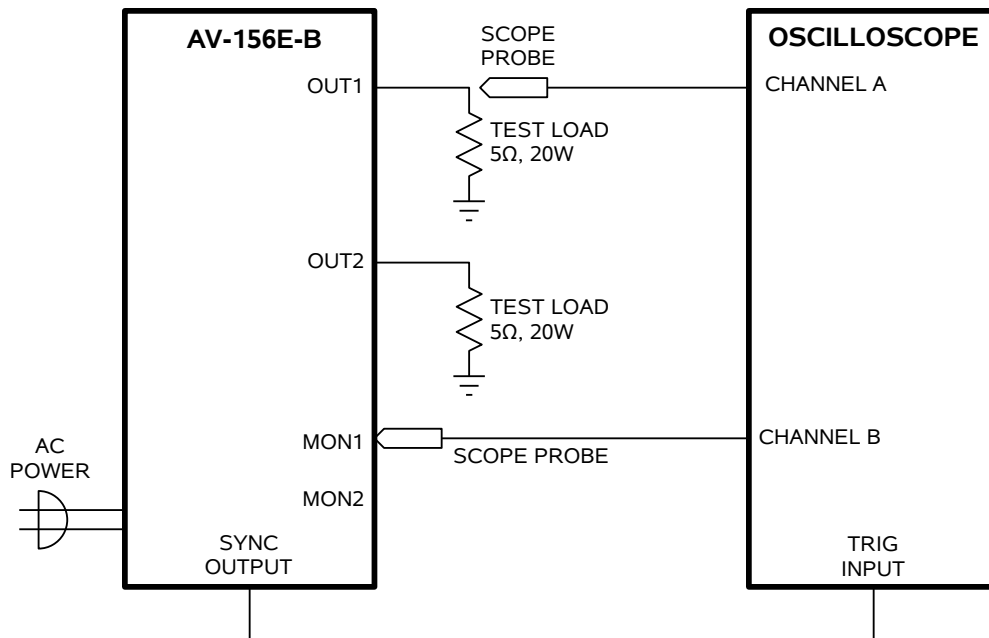 AV-156E-B
OUT1
SCOPE
PROBE
TEST LOAD
5Ω, 20W
OUT2
TEST LOAD
5Ω, 20W
MON1
SCOPE PROBE
MON2
AC
POWER
SYNC
OUTPUT
OSCILLOSCOPE
CHANNEL A
CHANNEL B
TRIG
INPUT